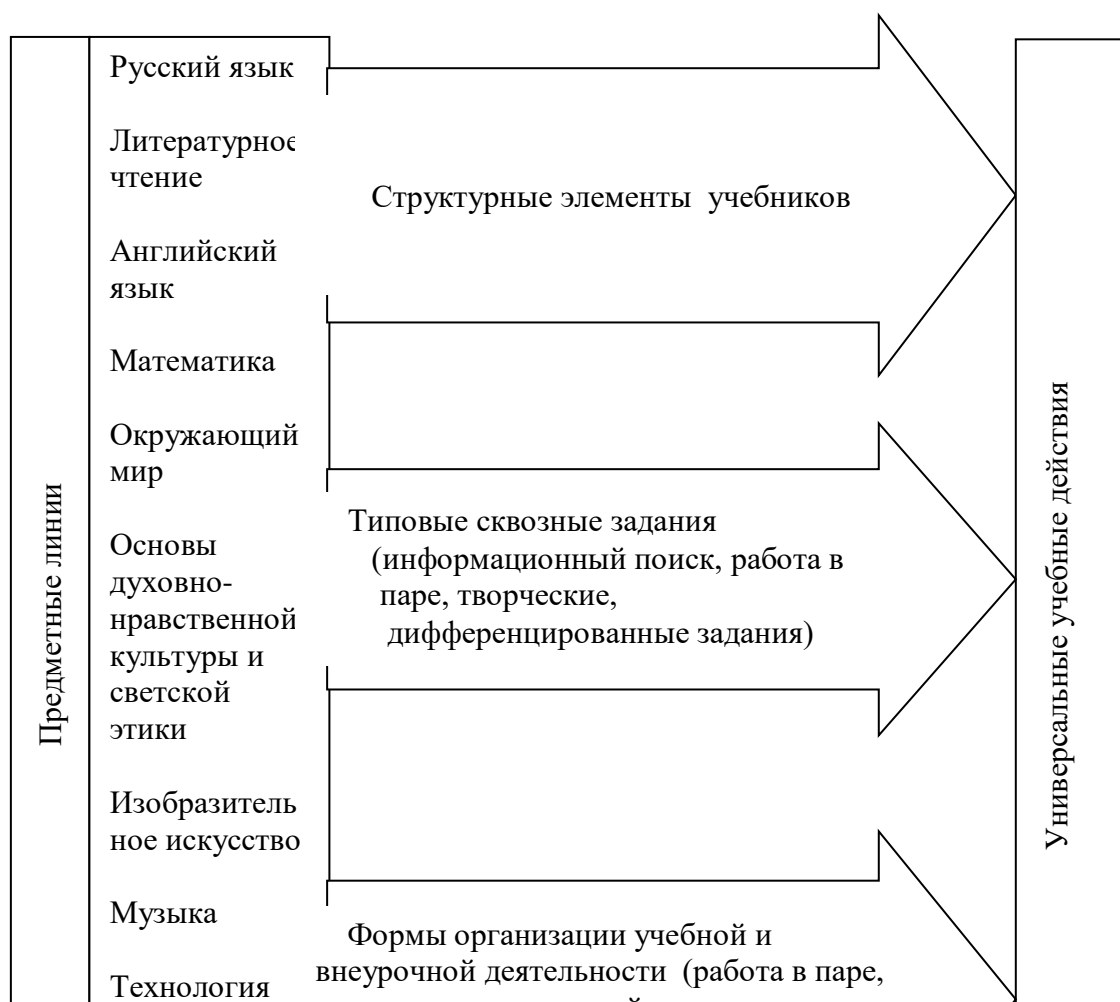 Предметные линии
Русский язык
Литературное
чтение
Английский
язык
Математика
Окружающий
мир
Основы
духовно-
нравственной
культуры и
светской
этики
Изобразитель
ное искусство
Музыка
Технология
Структурные элементы учебников
Типовые сквозные задания
(информационный поиск, работа в
паре, творческие,
дифференцированные задания)
Формы организации учебной и
внеурочной деятельности (работа в паре,
Универсальные учебные действия